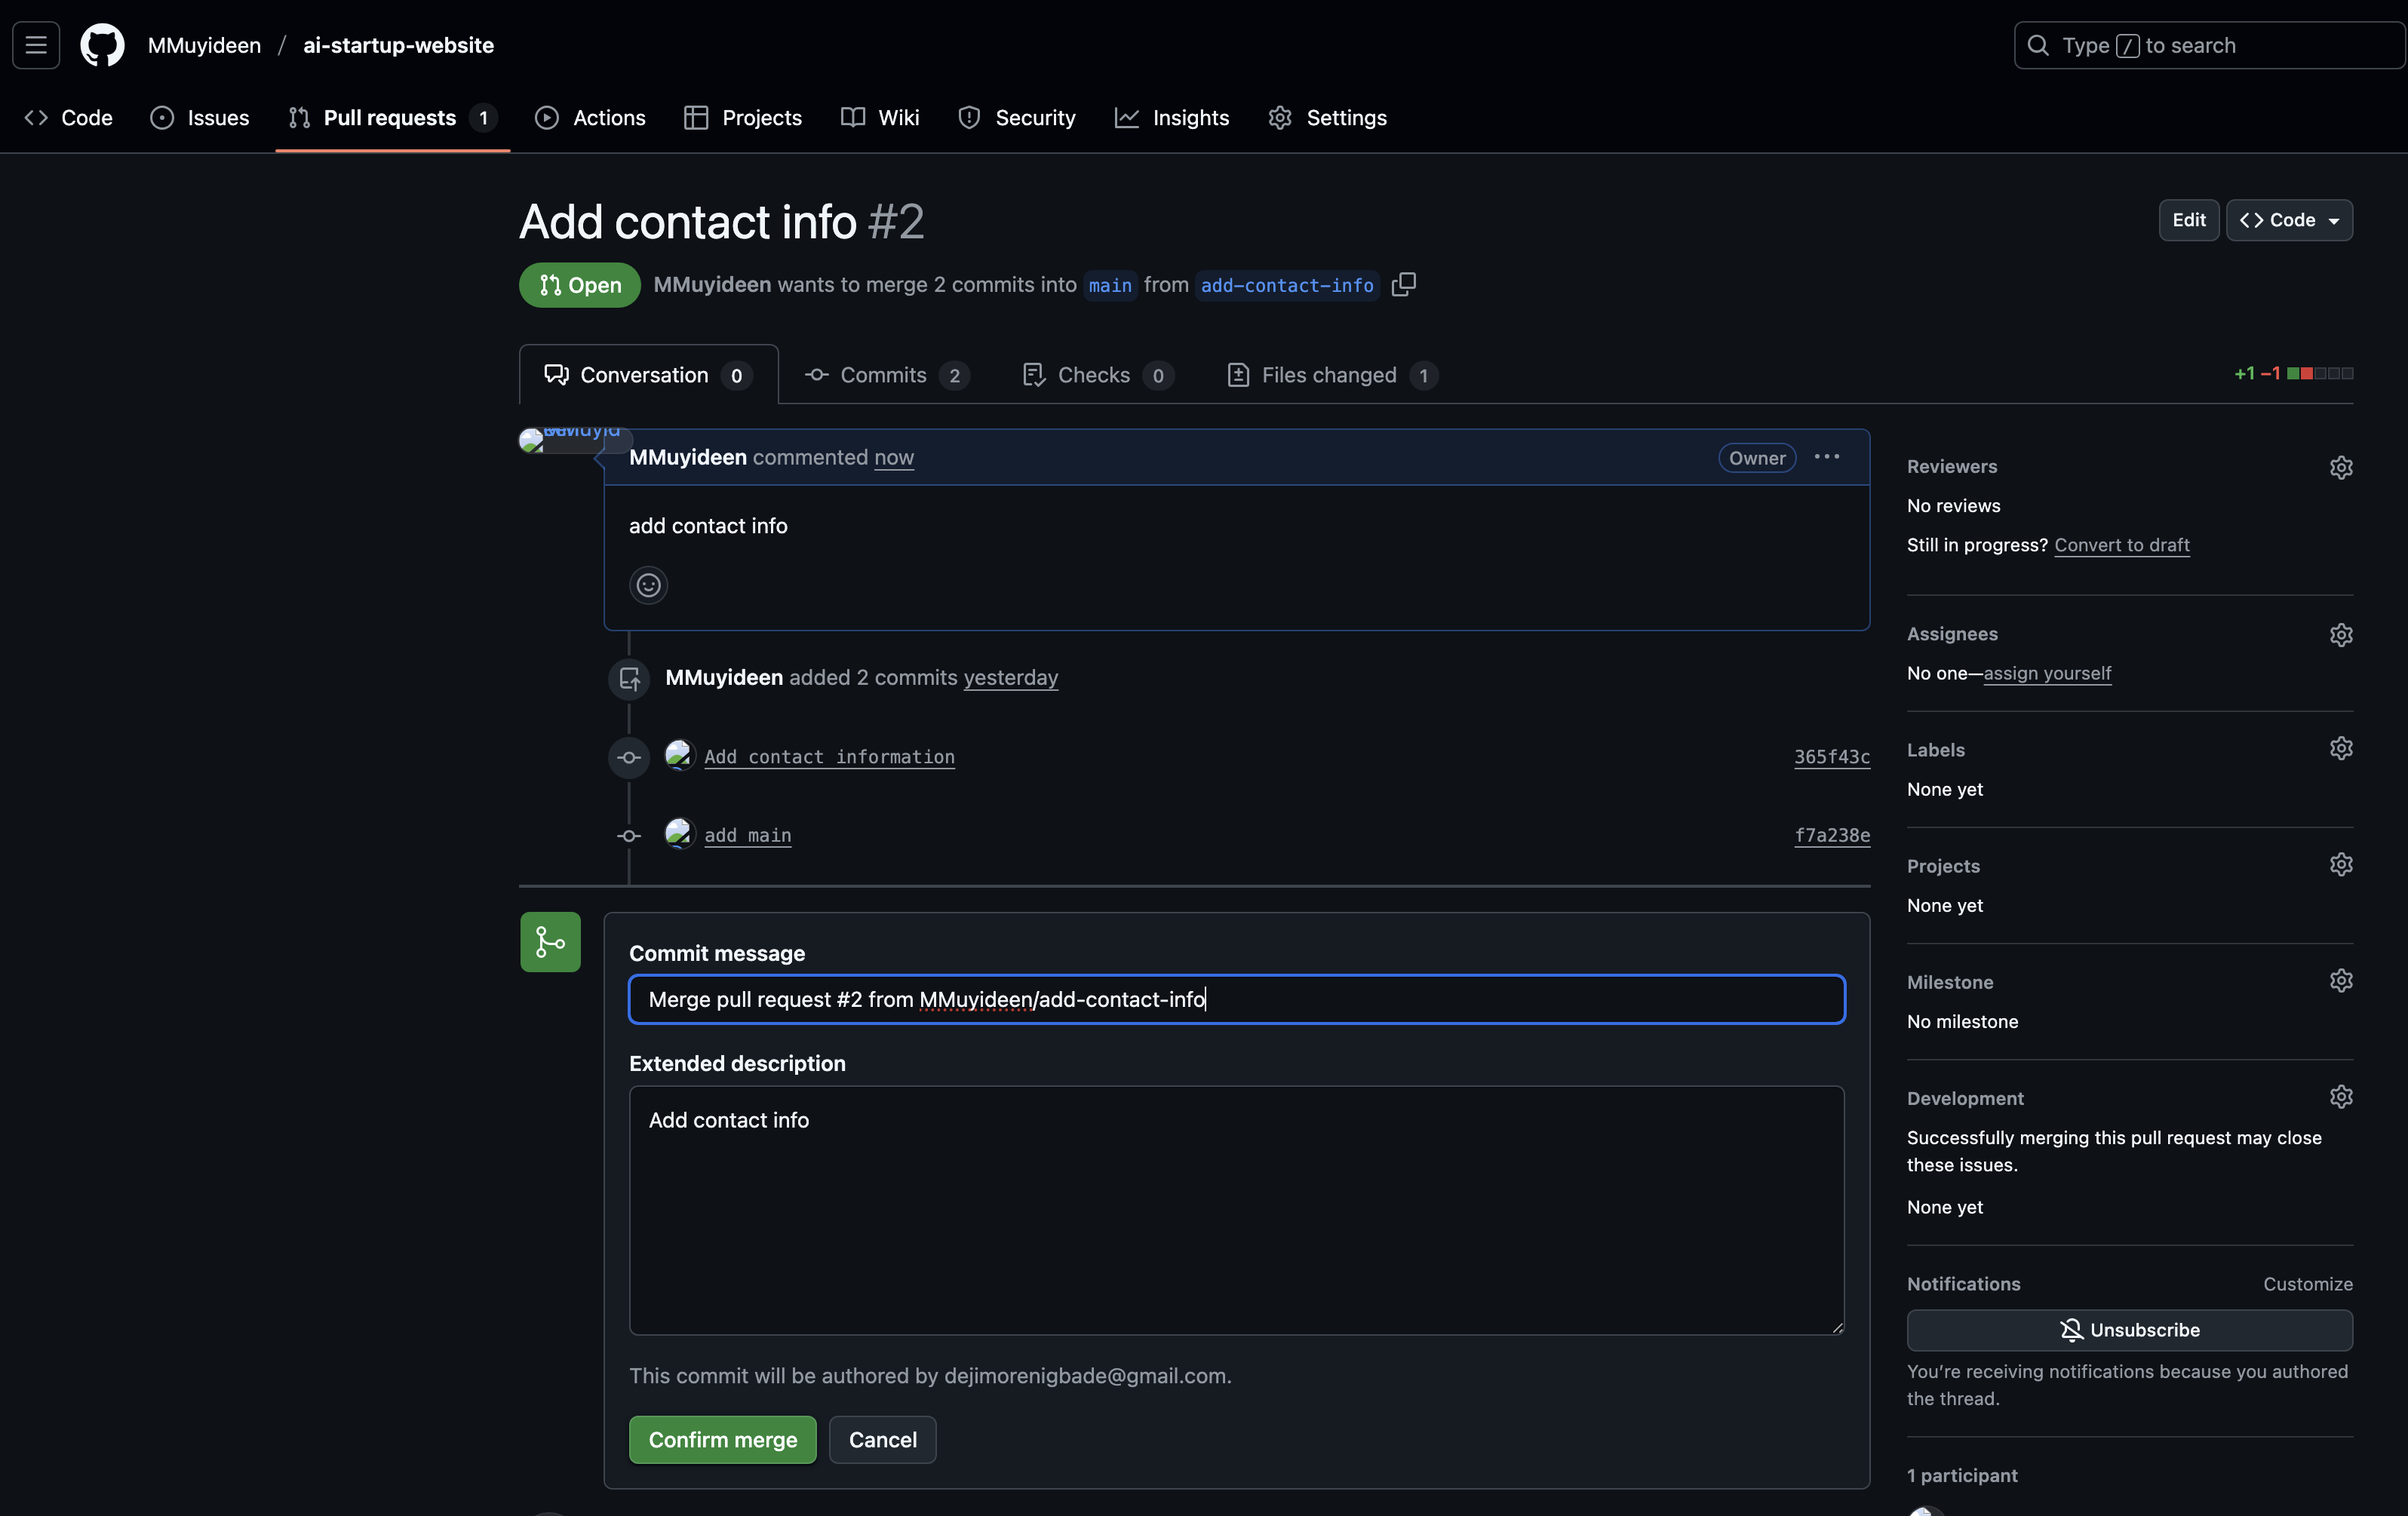 MMuyideen / ai-startup-website
Type / to search
Code
Issues
Pull requests 1
Actions
Projects
Wiki
Security
Insights
Settings
Add contact info #2
Edit
Code
Open
MMuyideen wants to merge 2 commits into main from add-contact-info
Conversation 0
Commits 2
Checks 0
Files changed 1
+1 −1
MMuyideen commented now
Owner
add contact info
MMuyideen added 2 commits yesterday
Add contact information
365f43c
add main
f7a238e
Commit message
Merge pull request #2 from MMuyideen/add-contact-info
Extended description
Add contact info
This commit will be authored by dejimorenigbade@gmail.com.
Confirm merge
Cancel
Reviewers
No reviews
Still in progress? Convert to draft
Assignees
No one—assign yourself
Labels
None yet
Projects
None yet
Milestone
No milestone
Development
Successfully merging this pull request may close
these issues.
None yet
Notifications
Customize
Unsubscribe
You’re receiving notifications because you authored
the thread.
1 participant